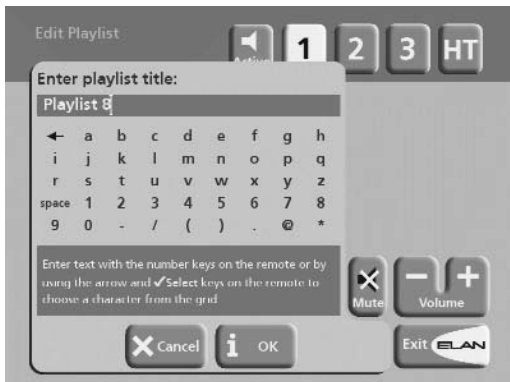 Edit Playlist
Active
1 2 3 HT
Enter playlist title:
Playlist 8
a b c d e f g h
i j k l m n o p q
r s t u v w x y z
space 1 2 3 4 5 6 7 8
9 0 - / ( ) . @ *
Enter text with the number keys on the remote or by
using the arrow and ✓Select keys on the remote to
choose a character from the grid
Mute
Volume
Cancel
i OK
Exit ELAN